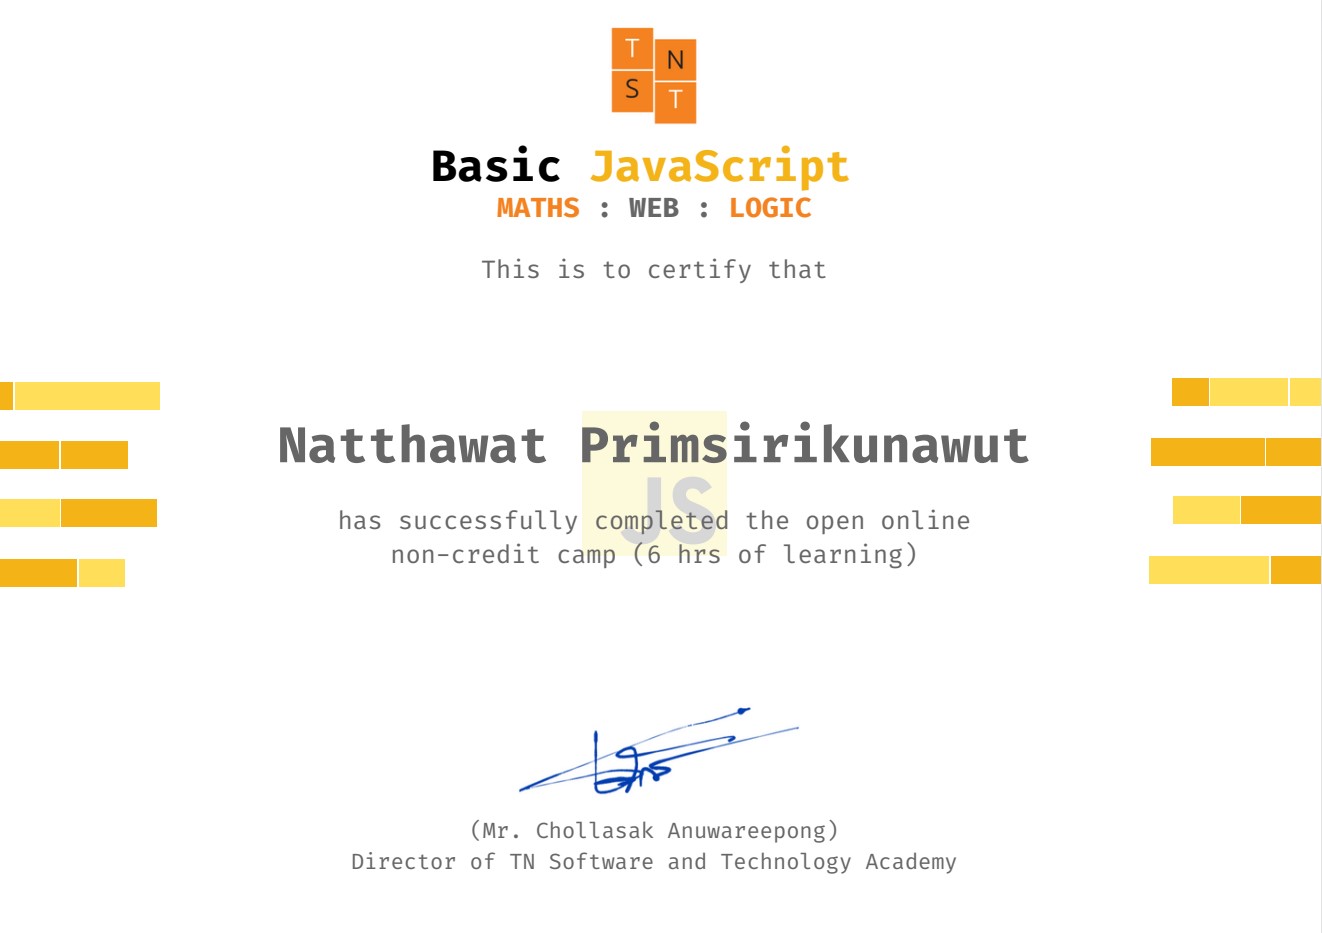 T N
S T
Basic JavaScript
MATHS : WEB : LOGIC
This is to certify that
Natthawat Primsirikunawut
JS
has successfully completed the open online
non-credit camp (6 hrs of learning)
(Mr. Chollasak Anuwareepong)
Director of TN Software and Technology Academy